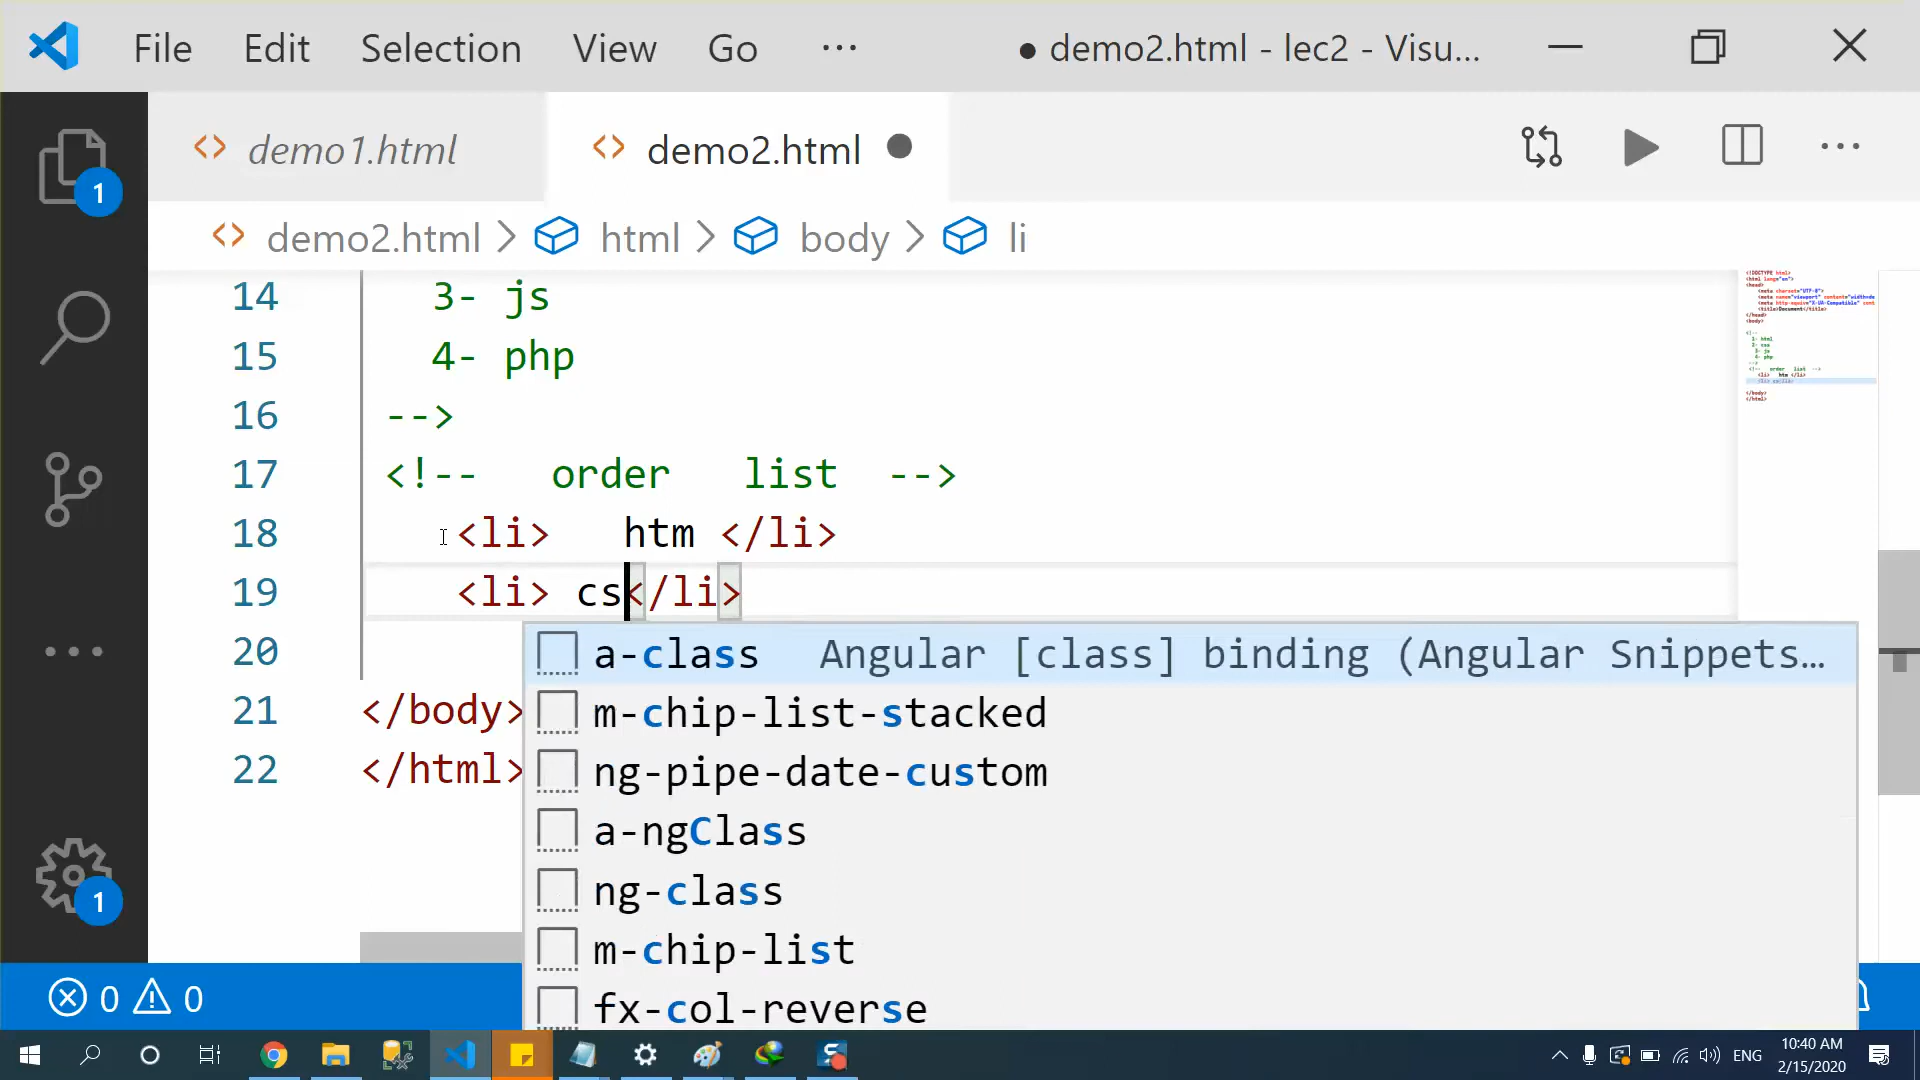 File Edit Selection View Go ··· ● demo2.html - lec2 - Visu...
demo1.html demo2.html
demo2.html > html > body > li
14 3- js
15 4- php
16 -->
17 <!-- order list -->
18 <li> htm </li>
19 <li> cs</li>
20
21 </body>
22 </html>
a-class Angular [class] binding (Angular Snippets…
m-chip-list-stacked
ng-pipe-date-custom
a-ngClass
ng-class
m-chip-list
fx-col-reverse
1
1
0 0
ENG
10:40 AM
2/15/2020